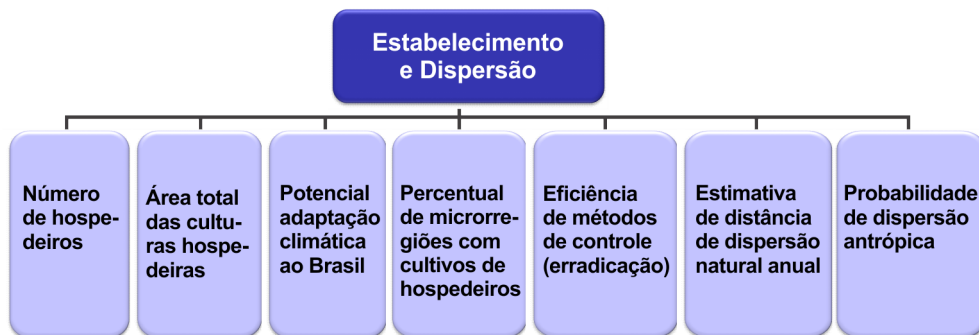 Estabelecimento
e Dispersão
Número
de hospe-
deiros
Área total
das cultu-
ras hospe-
deiras
Potencial
adaptação
climática
ao Brasil
Percentual
de microrre-
giões com
cultivos de
hospedeiros
Eficiência
de métodos
de controle
(erradicação)
Estimativa
de distância
de dispersão
natural anual
Probabilidade
de dispersão
antrópica